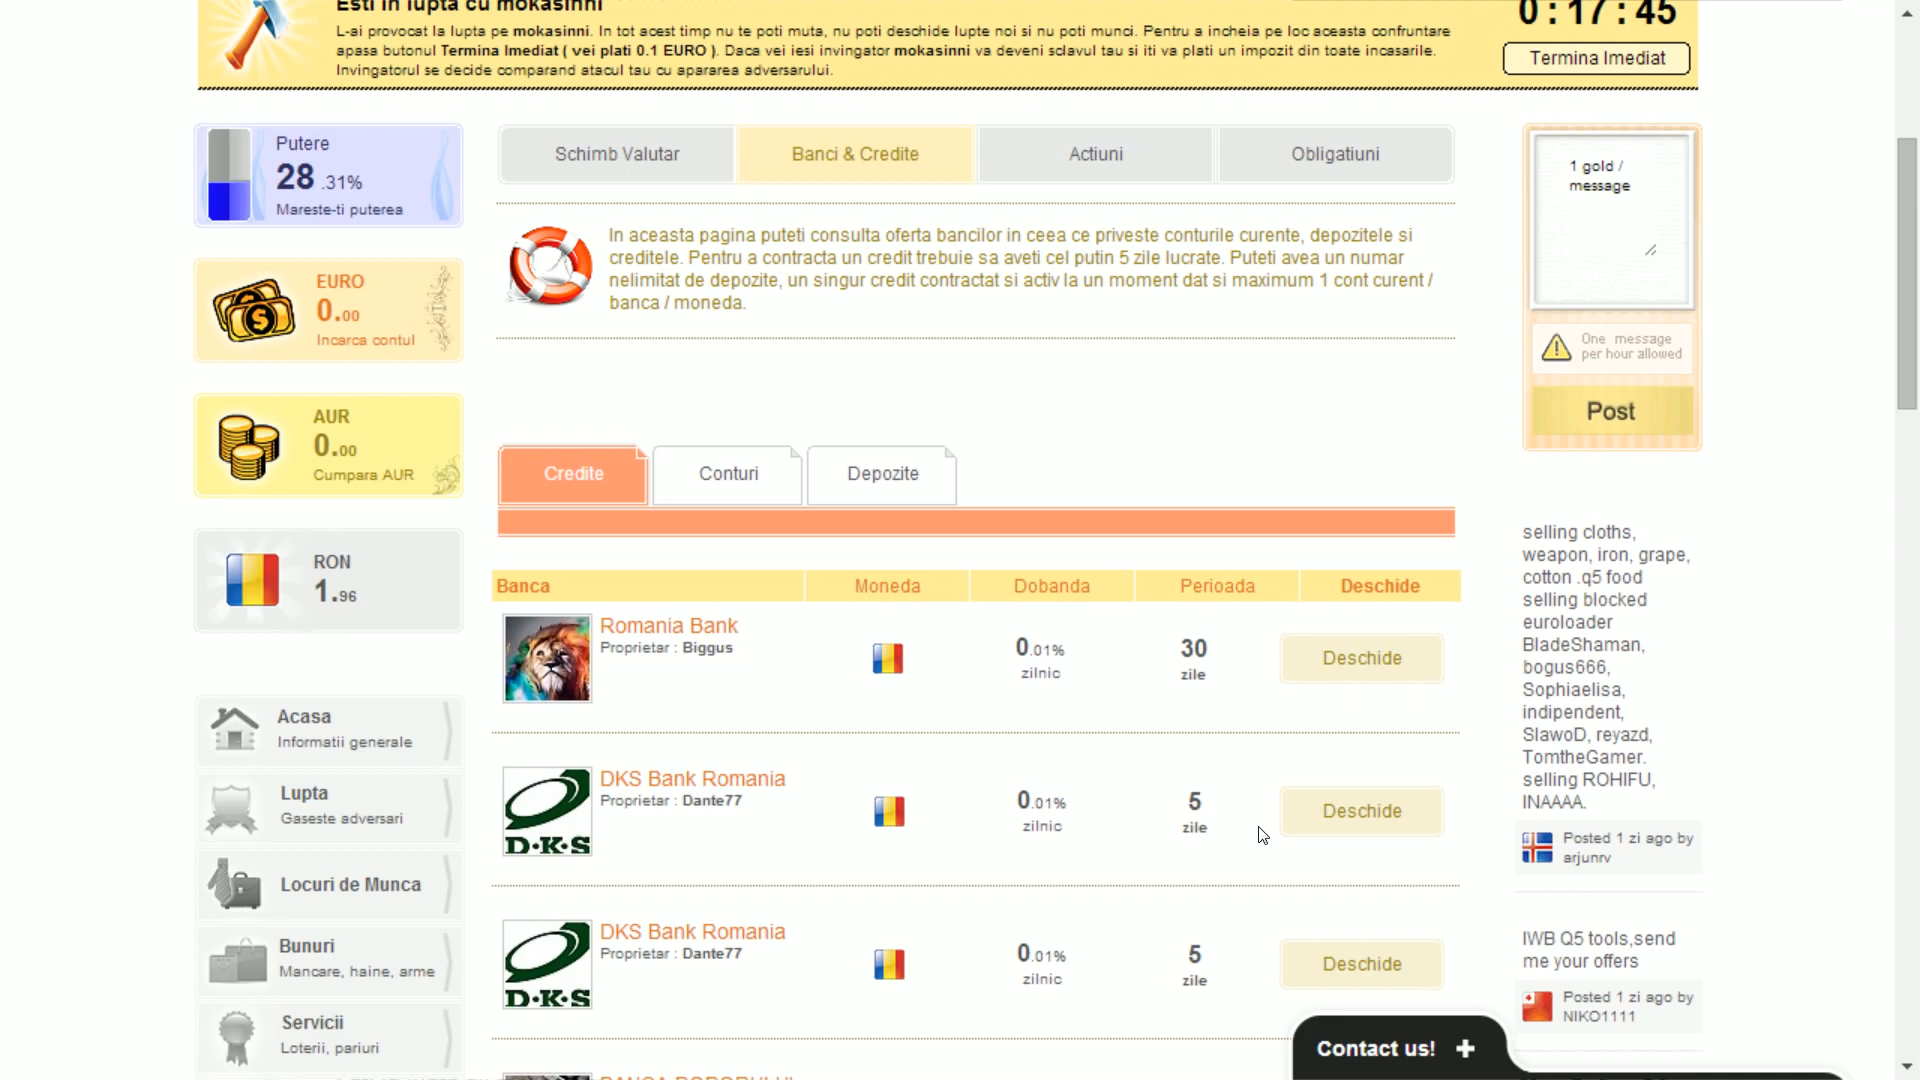 Esti in lupta cu mokasinni
L-ai provocat la lupta pe mokasinni. In tot acest timp nu te poti muta, nu poti deschide lupte noi si nu poti munci. Pentru a incheia pe loc aceasta confruntare
apasa butonul Termina Imediat ( vei plati 0.1 EURO ). Daca vei iesi invingator mokasinni va deveni sclavul tau si iti va plati un impozit din toate incasarile.
Invingatorul se decide comparand atacul tau cu apararea adversarului.
0:17:45
Termina Imediat
Putere
28 .31%
Mareste-ti puterea
EURO
0.00
Incarca contul
AUR
0.00
Cumpara AUR
RON
1.96
Acasa
Informatii generale
Lupta
Gaseste adversari
Locuri de Munca
Bunuri
Mancare, haine, arme
Servicii
Loterii, pariuri
Schimb Valutar
Banci & Credite
Actiuni
Obligatiuni
In aceasta pagina puteti consulta oferta bancilor in ceea ce priveste conturile curente, depozitele si
creditele. Pentru a contracta un credit trebuie sa aveti cel putin 5 zile lucrate. Puteti avea un numar
nelimitat de depozite, un singur credit contractat si activ la un moment dat si maximum 1 cont curent /
banca / moneda.
Credite
Conturi
Depozite
Banca Moneda Dobanda Perioada Deschide
Romania Bank
Proprietar : Biggus
0.01%
zilnic
30
zile
Deschide
D·K·S
DKS Bank Romania
Proprietar : Dante77
0.01%
zilnic
5
zile
Deschide
D·K·S
DKS Bank Romania
Proprietar : Dante77
0.01%
zilnic
5
zile
Deschide
1 gold /
message
One message
per hour allowed
Post
selling cloths,
weapon, iron, grape,
cotton .q5 food
selling blocked
euroloader
BladeShaman,
bogus666,
Sophiaelisa,
indipendent,
SlawoD, reyazd,
TomtheGamer.
selling ROHIFU,
INAAAA.
Posted 1 zi ago by
arjunrv
IWB Q5 tools,send
me your offers
Posted 1 zi ago by
NIKO1111
Contact us! +